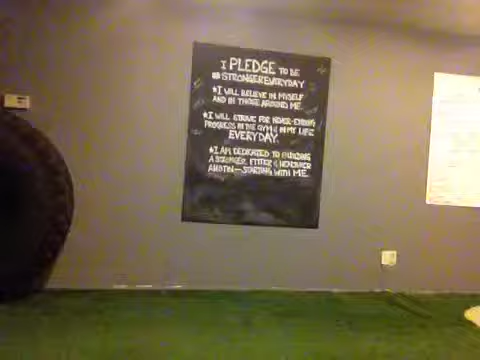 I PLEDGE TO BE
#STRONGEREVERYDAY
★I WILL BELIEVE IN MYSELF
AND IN THOSE AROUND ME.
★I WILL STRIVE FOR NEVER-ENDING
PROGRESS IN THE GYM & IN MY LIFE
EVERYDAY.
★I AM DEDICATED TO BUILDING
A STRONGER, FITTER & HEALTHIER
AUSTIN—STARTING WITH ME.